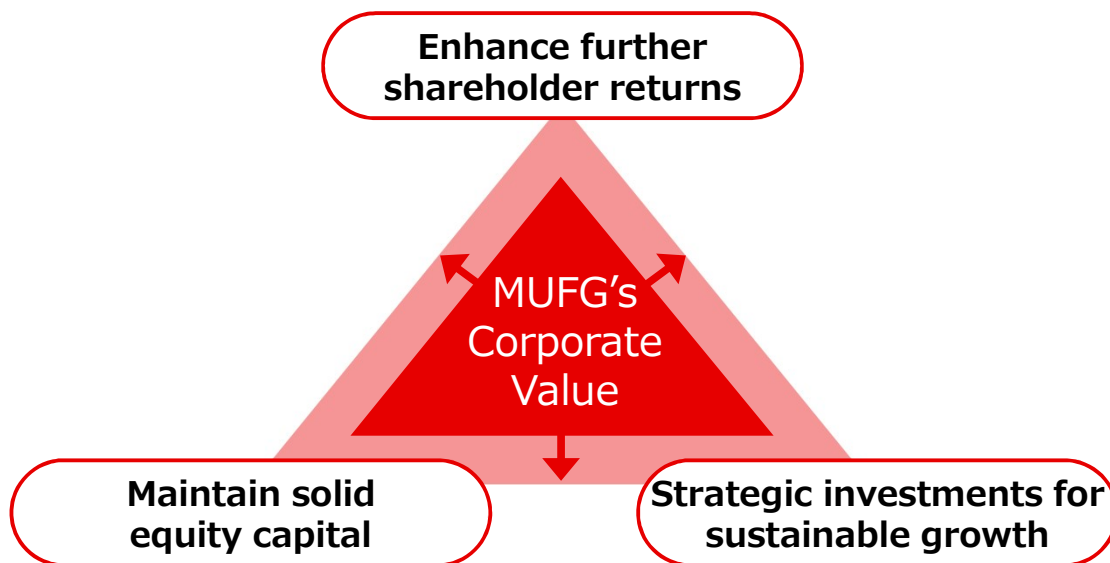 Enhance further
shareholder returns
MUFG’s
Corporate
Value
Maintain solid
equity capital
Strategic investments for
sustainable growth